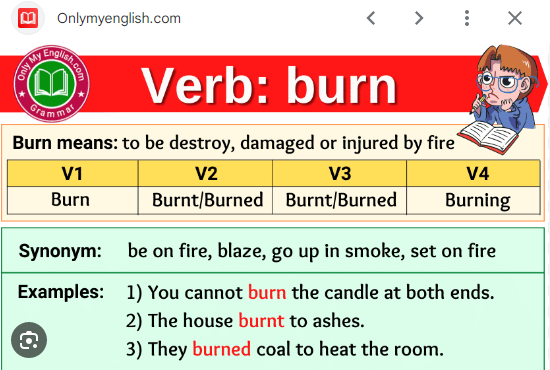 Onlymyenglish.com
Only My English.com
Grammar
Verb: burn
Burn means: to be destroy, damaged or injured by fire
V1 V2 V3 V4
Burn Burnt/Burned Burnt/Burned Burning
Synonym: be on fire, blaze, go up in smoke, set on fire
Examples: 1) You cannot burn the candle at both ends.
2) The house burnt to ashes.
3) They burned coal to heat the room.